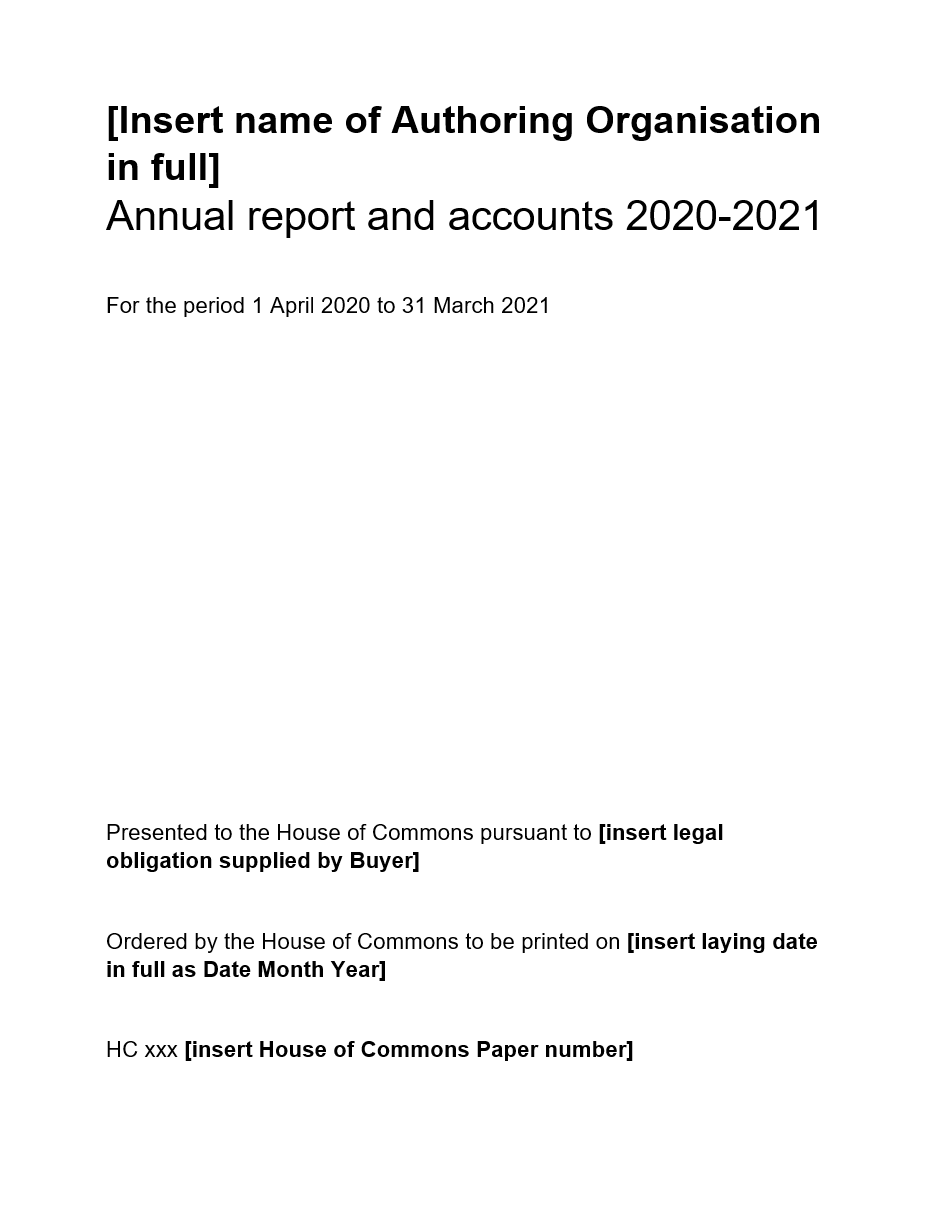 [Insert name of Authoring Organisation
in full]
Annual report and accounts 2020-2021
For the period 1 April 2020 to 31 March 2021
Presented to the House of Commons pursuant to [insert legal
obligation supplied by Buyer]
Ordered by the House of Commons to be printed on [insert laying date
in full as Date Month Year]
HC xxx [insert House of Commons Paper number]